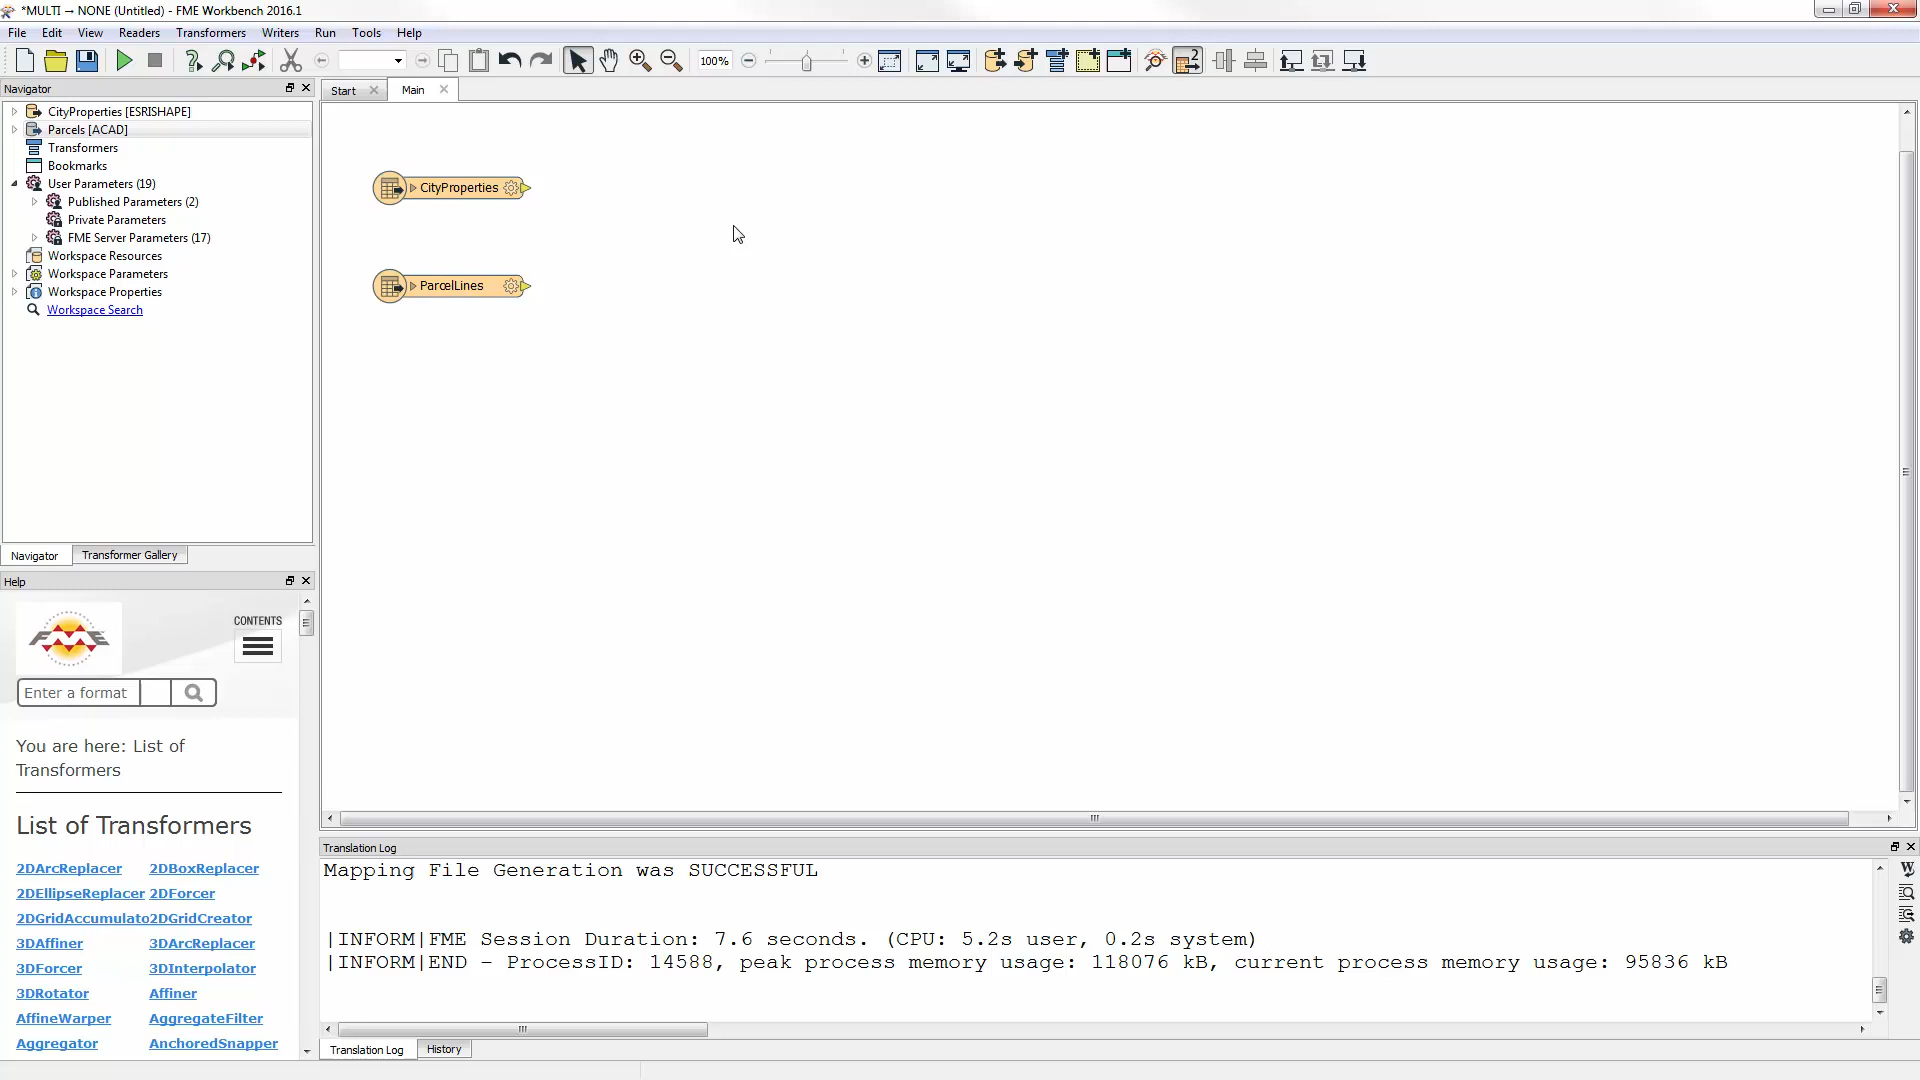 *MULTI → NONE (Untitled) - FME Workbench 2016.1
File Edit View Readers Transformers Writers Run Tools Help
100%
2
Navigator
Start Main
CityProperties [ESRISHAPE]
Parcels [ACAD]
Transformers
Bookmarks
User Parameters (19)
Published Parameters (2)
Private Parameters
FME Server Parameters (17)
Workspace Resources
Workspace Parameters
Workspace Properties
Workspace Search
CityProperties
ParcelLines
Navigator Transformer Gallery
Help
FME
CONTENTS
Enter a format
You are here: List of
Transformers
List of Transformers
2DArcReplacer 2DBoxReplacer
2DEllipseReplacer 2DForcer
2DGridAccumulato2DGridCreator
3DAffiner 3DArcReplacer
3DForcer 3DInterpolator
3DRotator Affiner
AffineWarper AggregateFilter
Aggregator AnchoredSnapper
Translation Log
Mapping File Generation was SUCCESSFUL
|INFORM|FME Session Duration: 7.6 seconds. (CPU: 5.2s user, 0.2s system)
|INFORM|END - ProcessID: 14588, peak process memory usage: 118076 kB, current process memory usage: 95836 kB
Translation Log History